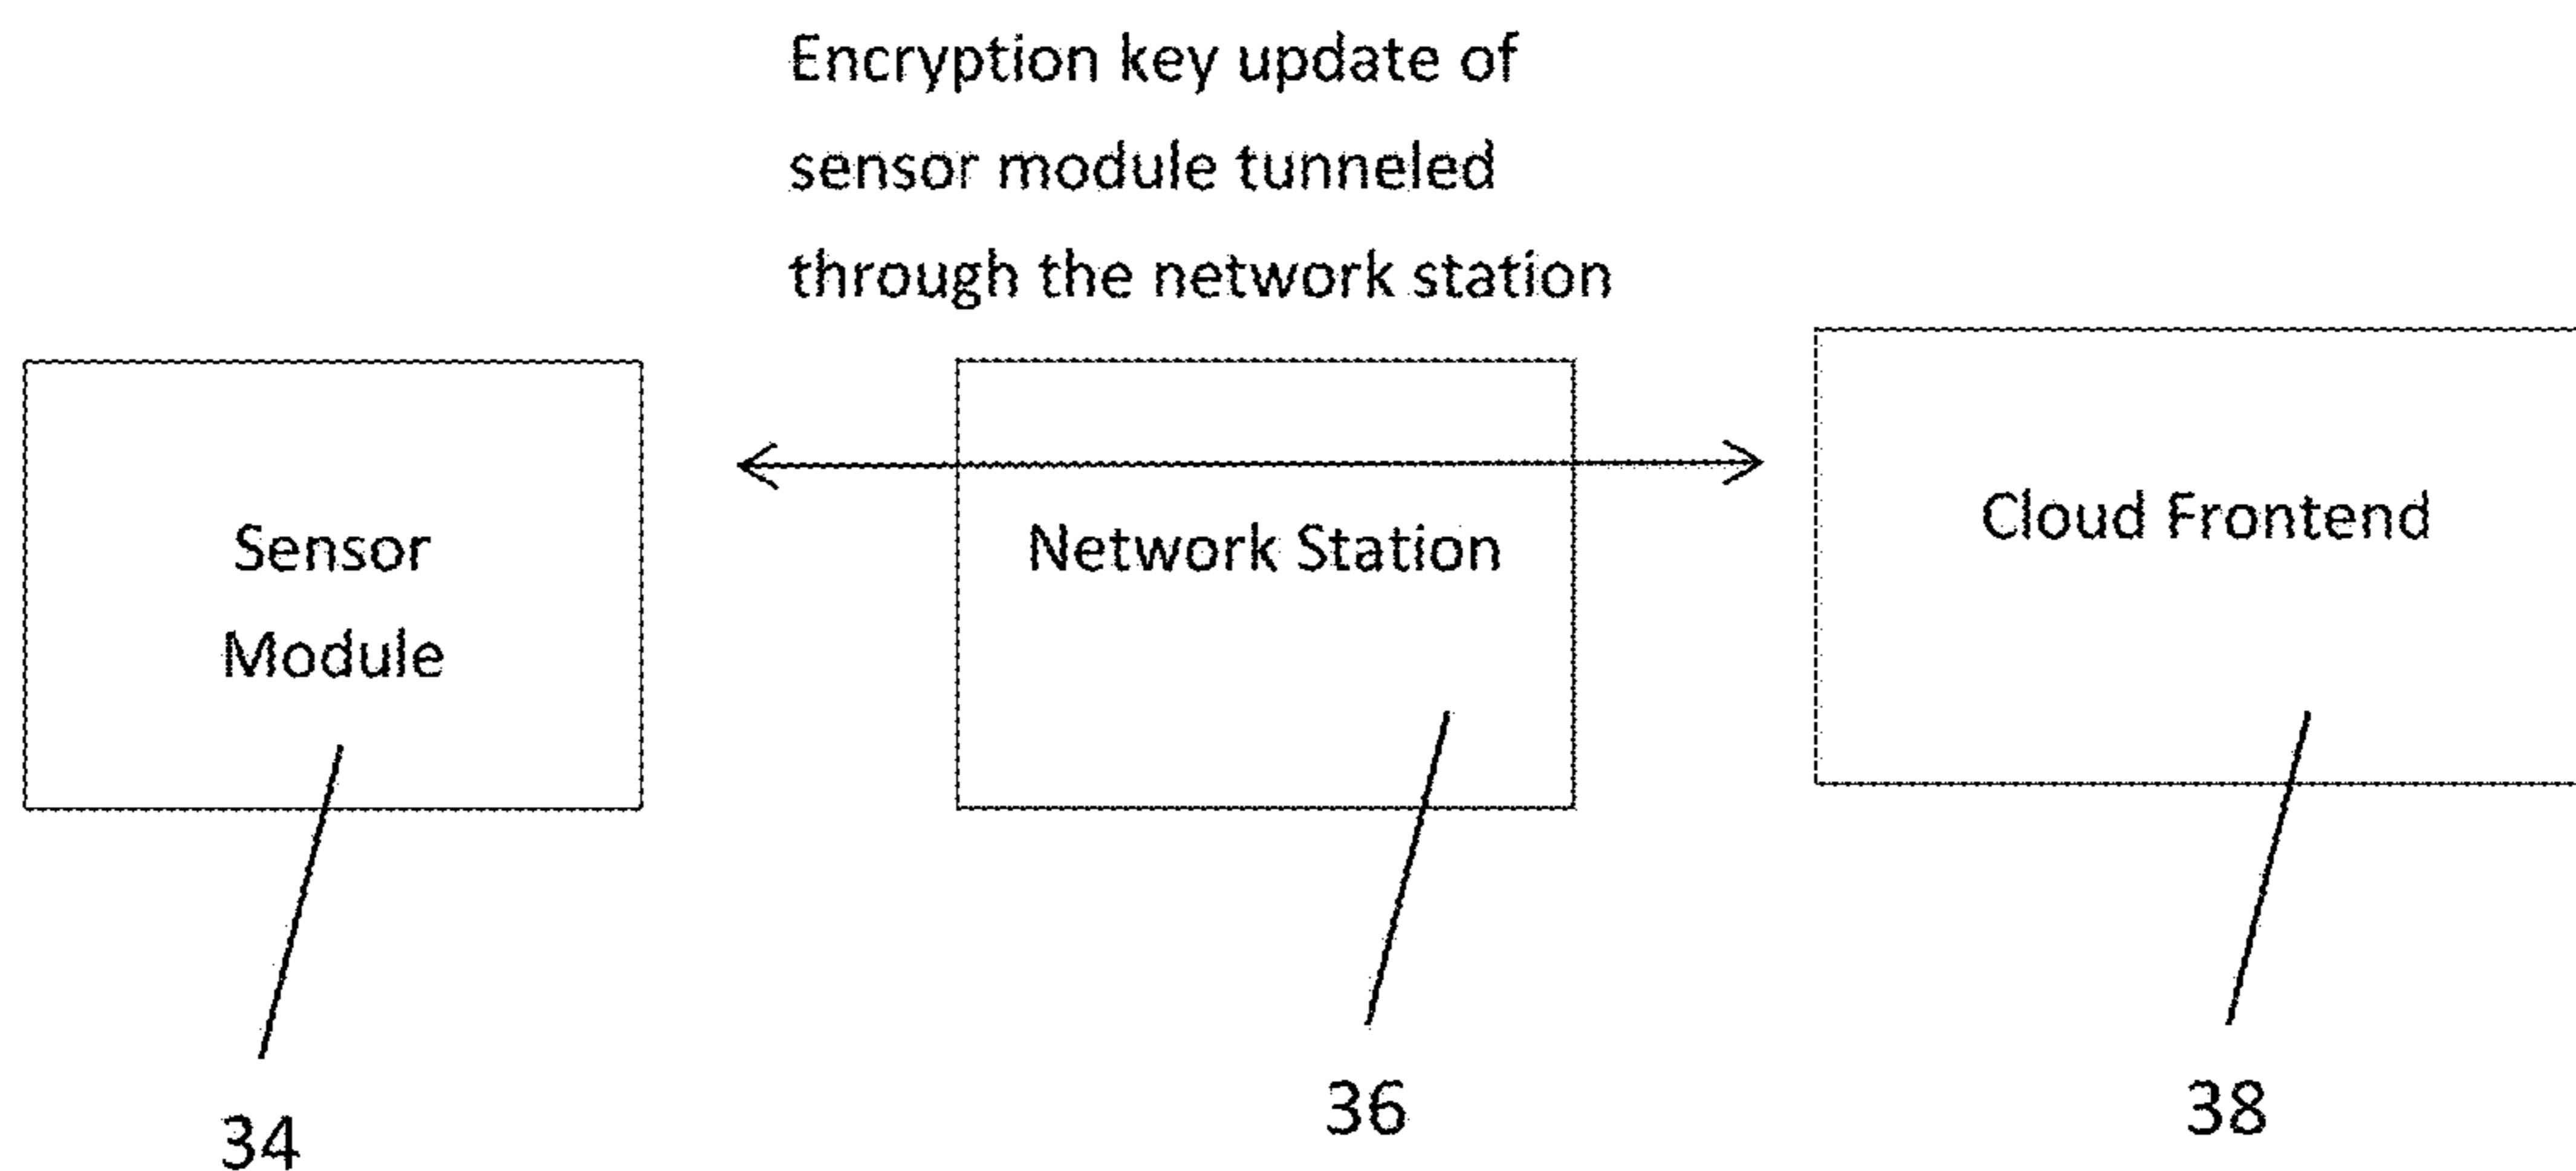 Encryption key update of
sensor module tunneled
through the network station
Sensor
Module
Network Station
Cloud Frontend
34
36
38